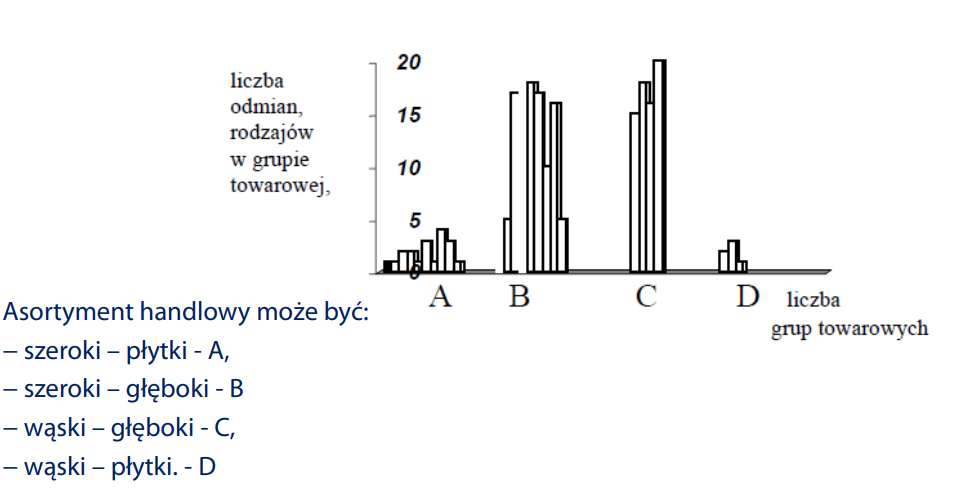 liczba
odmian,
rodzajów
w grupie
towarowej,
20
15
10
5
0
A B C D
liczba
grup towarowych
Asortyment handlowy może być:
– szeroki – płytki - A,
– szeroki – głęboki - B
– wąski – głęboki - C,
– wąski – płytki. - D